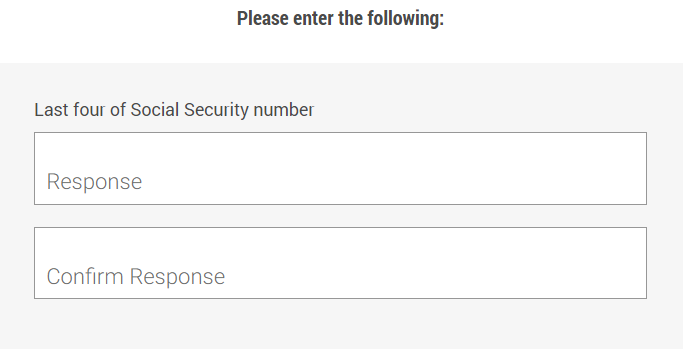 Please enter the following:
Last four of Social Security number
Response
Confirm Response